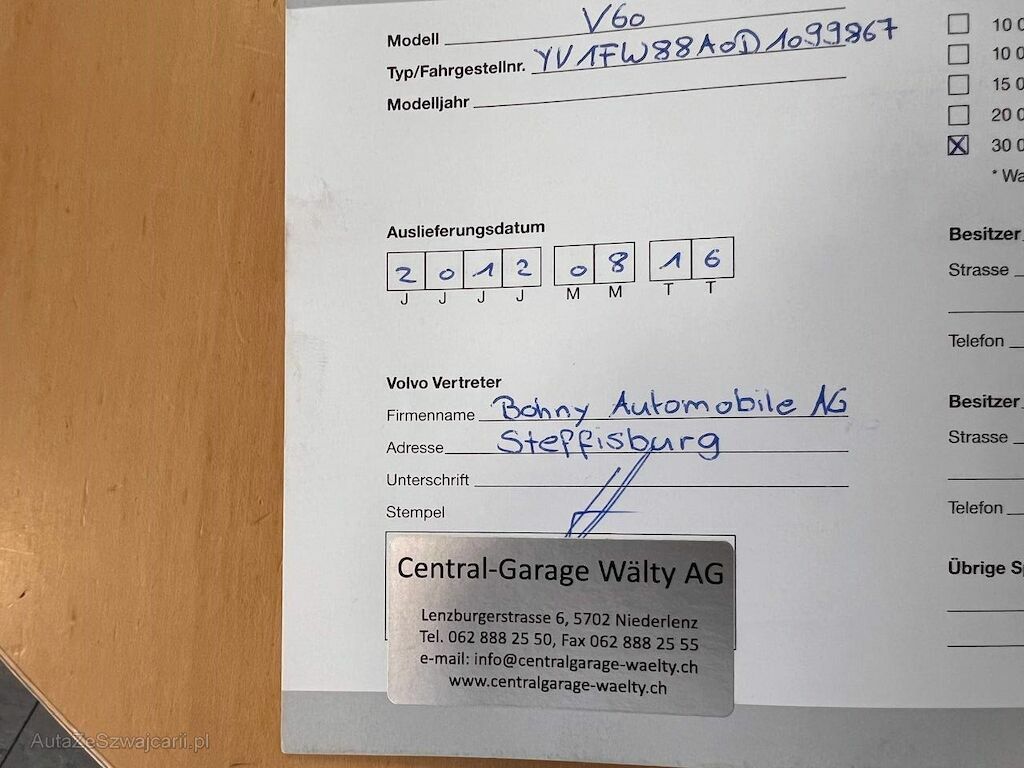 Modell V60
Typ/Fahrgestellnr. YV1FW88A0D1099867
Modelljahr
10 0
10 0
15 0
20 0
30 0
* Wa
Auslieferungsdatum
2 0 1 2 0 8 1 6
J J J J M M T T
Volvo Vertreter
Firmenname Bohny Automobile AG
Adresse Steffisburg
Unterschrift
Stempel
Central-Garage Wälty AG
Lenzburgerstrasse 6, 5702 Niederlenz
Tel. 062 888 25 50, Fax 062 888 25 55
e-mail: info@centralgarage-waelty.ch
www.centralgarage-waelty.ch
Besitzer
Strasse
Telefon
Besitzer
Strasse
Telefon
Übrige Sp
AutaZeSzwajcarii.pl